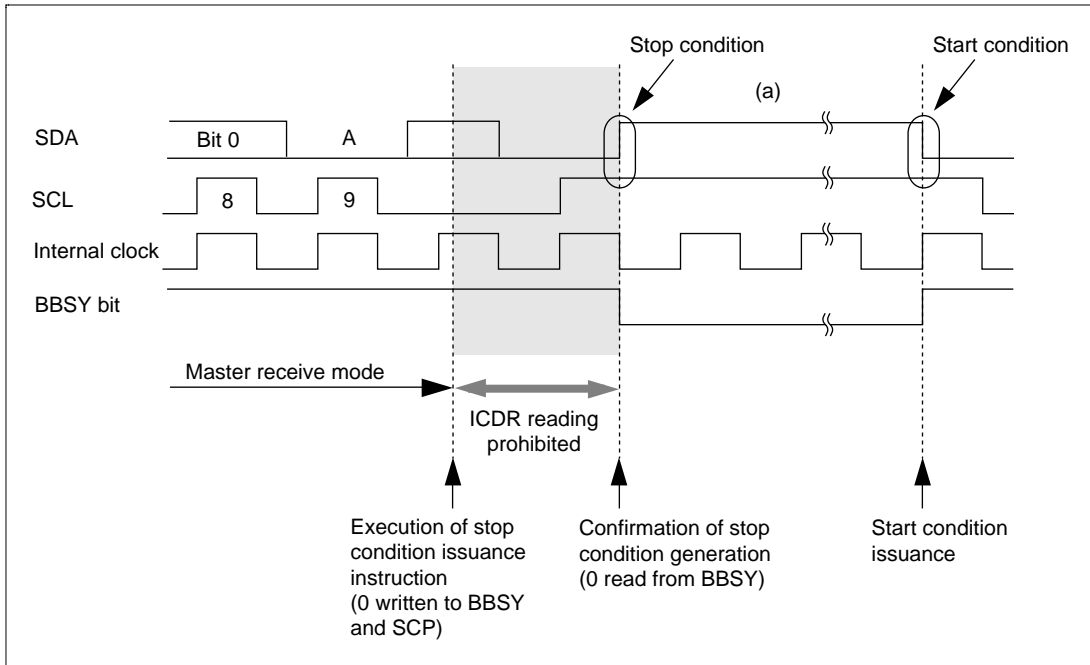 Stop condition
Start condition
(a)
SDA
Bit 0
A
SCL
8
9
Internal clock
BBSY bit
Master receive mode
ICDR reading
prohibited
Execution of stop
condition issuance
instruction
(0 written to BBSY
and SCP)
Confirmation of stop
condition generation
(0 read from BBSY)
Start condition
issuance